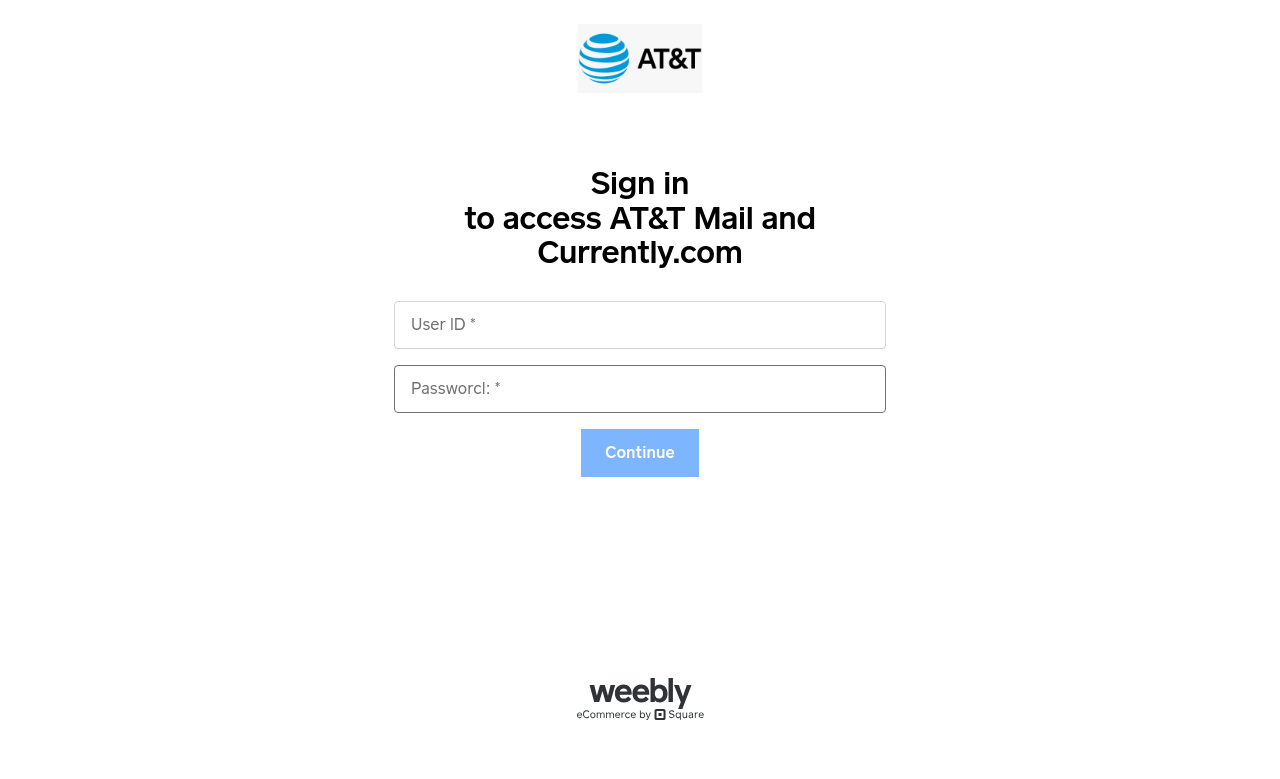 AT&T
Sign in
to access AT&T Mail and
Currently.com
User ID *
Passworcl: *
Continue
weebly
eCommerce by Square